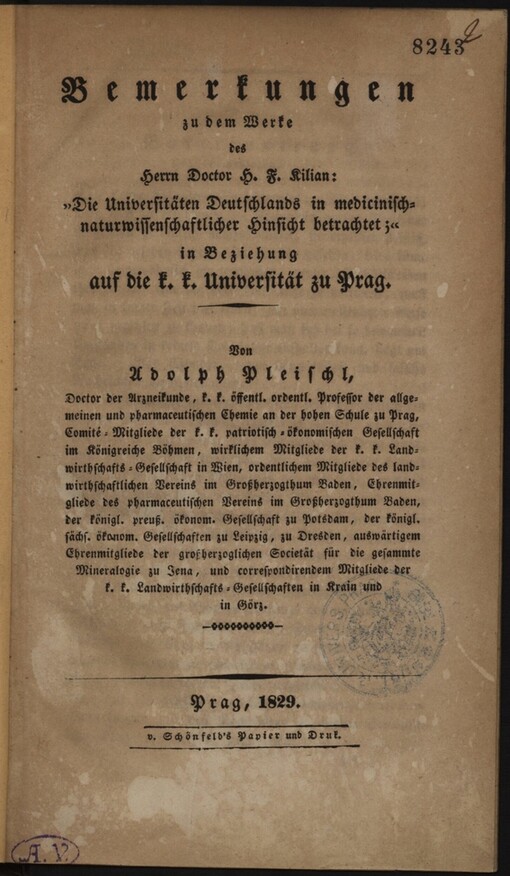 8243
Bemerkungen
zu dem Werke
des
Herrn Doctor H. F. Kilian:
„Die Universitäten Deutschlands in medicinisch-
naturwissenschaftlicher Hinsicht betrachtet;“
in Beziehung
auf die k. k. Universität zu Prag.
Von
Adolph Pleischl,
Doctor der Arzneikunde, k. k. öffentl. ordentl. Professor der allge-
meinen und pharmaceutischen Chemie an der hohen Schule zu Prag,
Comité-Mitgliede der k. k. patriotisch-ökonomischen Gesellschaft
im Königreiche Böhmen, wirklichem Mitgliede der k. k. Land-
wirthschafts-Gesellschaft in Wien, ordentlichem Mitgliede des land-
wirthschaftlichen Vereins im Großherzogthum Baden, Ehrenmit-
gliede des pharmaceutischen Vereins im Großherzogthum Baden,
der königl. preuß. ökonom. Gesellschaft zu Potsdam, der königl.
sächs. ökonom. Gesellschaften zu Leipzig, zu Dresden, auswärtigem
Ehrenmitgliede der großherzoglichen Societät für die gesammte
Mineralogie zu Jena, und correspondirendem Mitgliede der
k. k. Landwirthschafts-Gesellschaften in Krain und
in Görz.
Prag, 1829.
v. Schönfeld's Papier und Druk.
A. V.